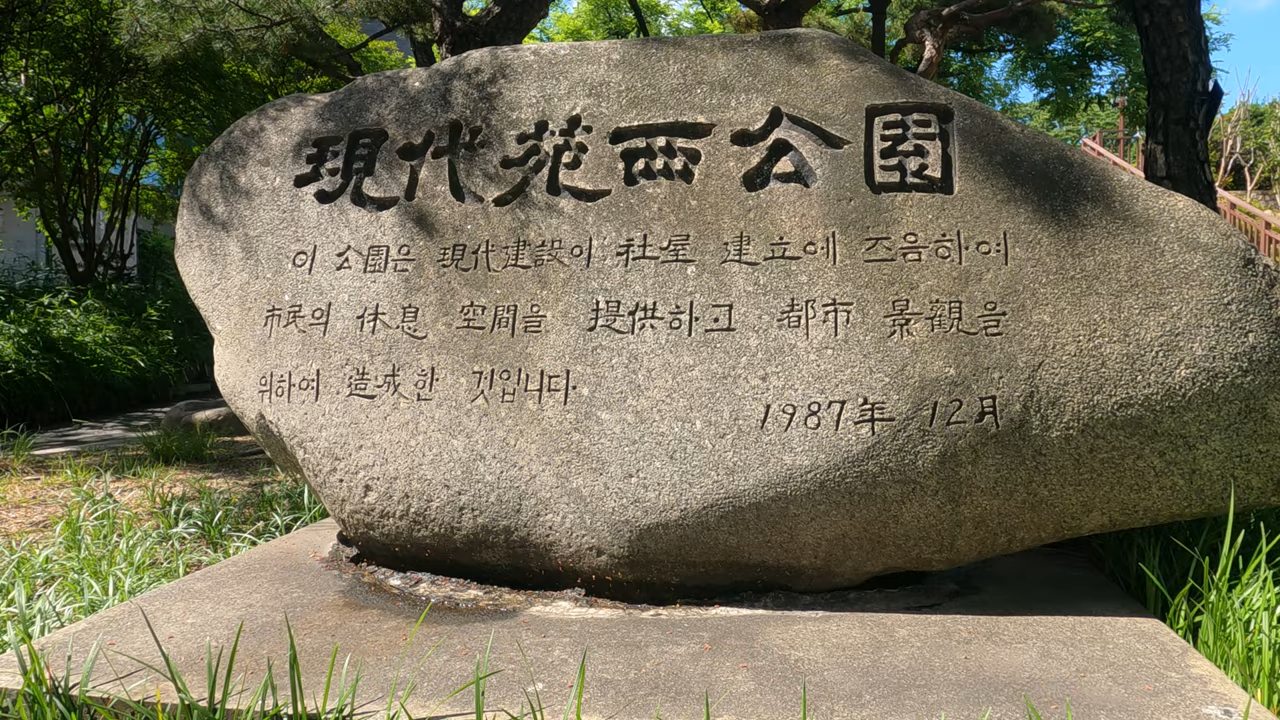 現代苑西公園
이 公園은 現代建設이 社屋 建立에 즈음하여
市民의 休息 空間을 提供하고 都市 景觀을
위하여 造成한 것입니다.
1987年 12月